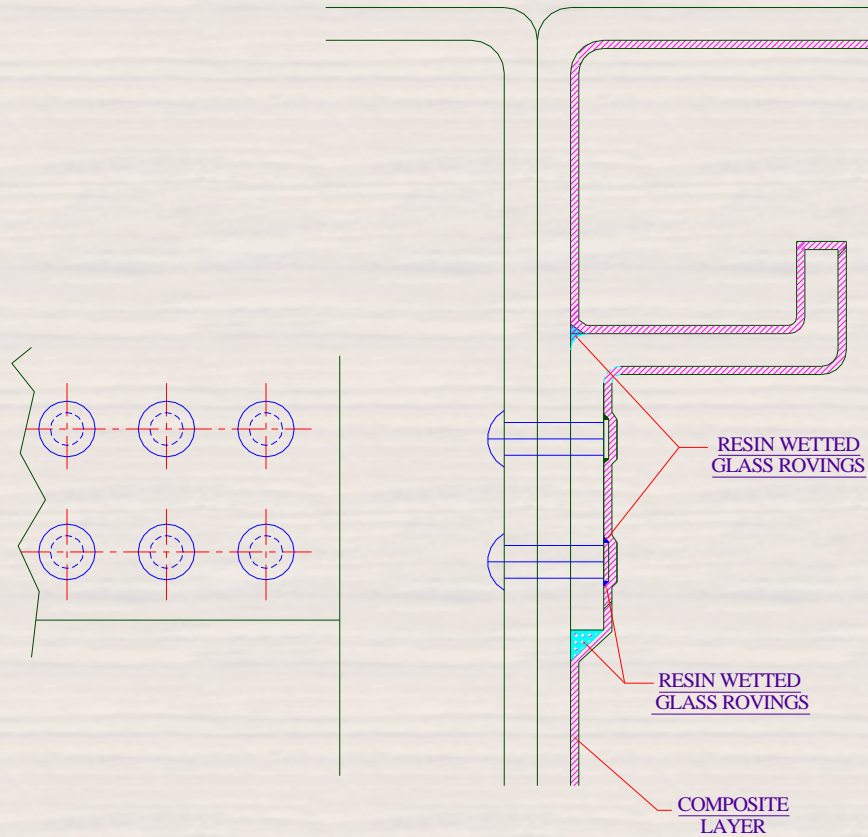 RESIN WETTED
GLASS ROVINGS
RESIN WETTED
GLASS ROVINGS
COMPOSITE
LAYER